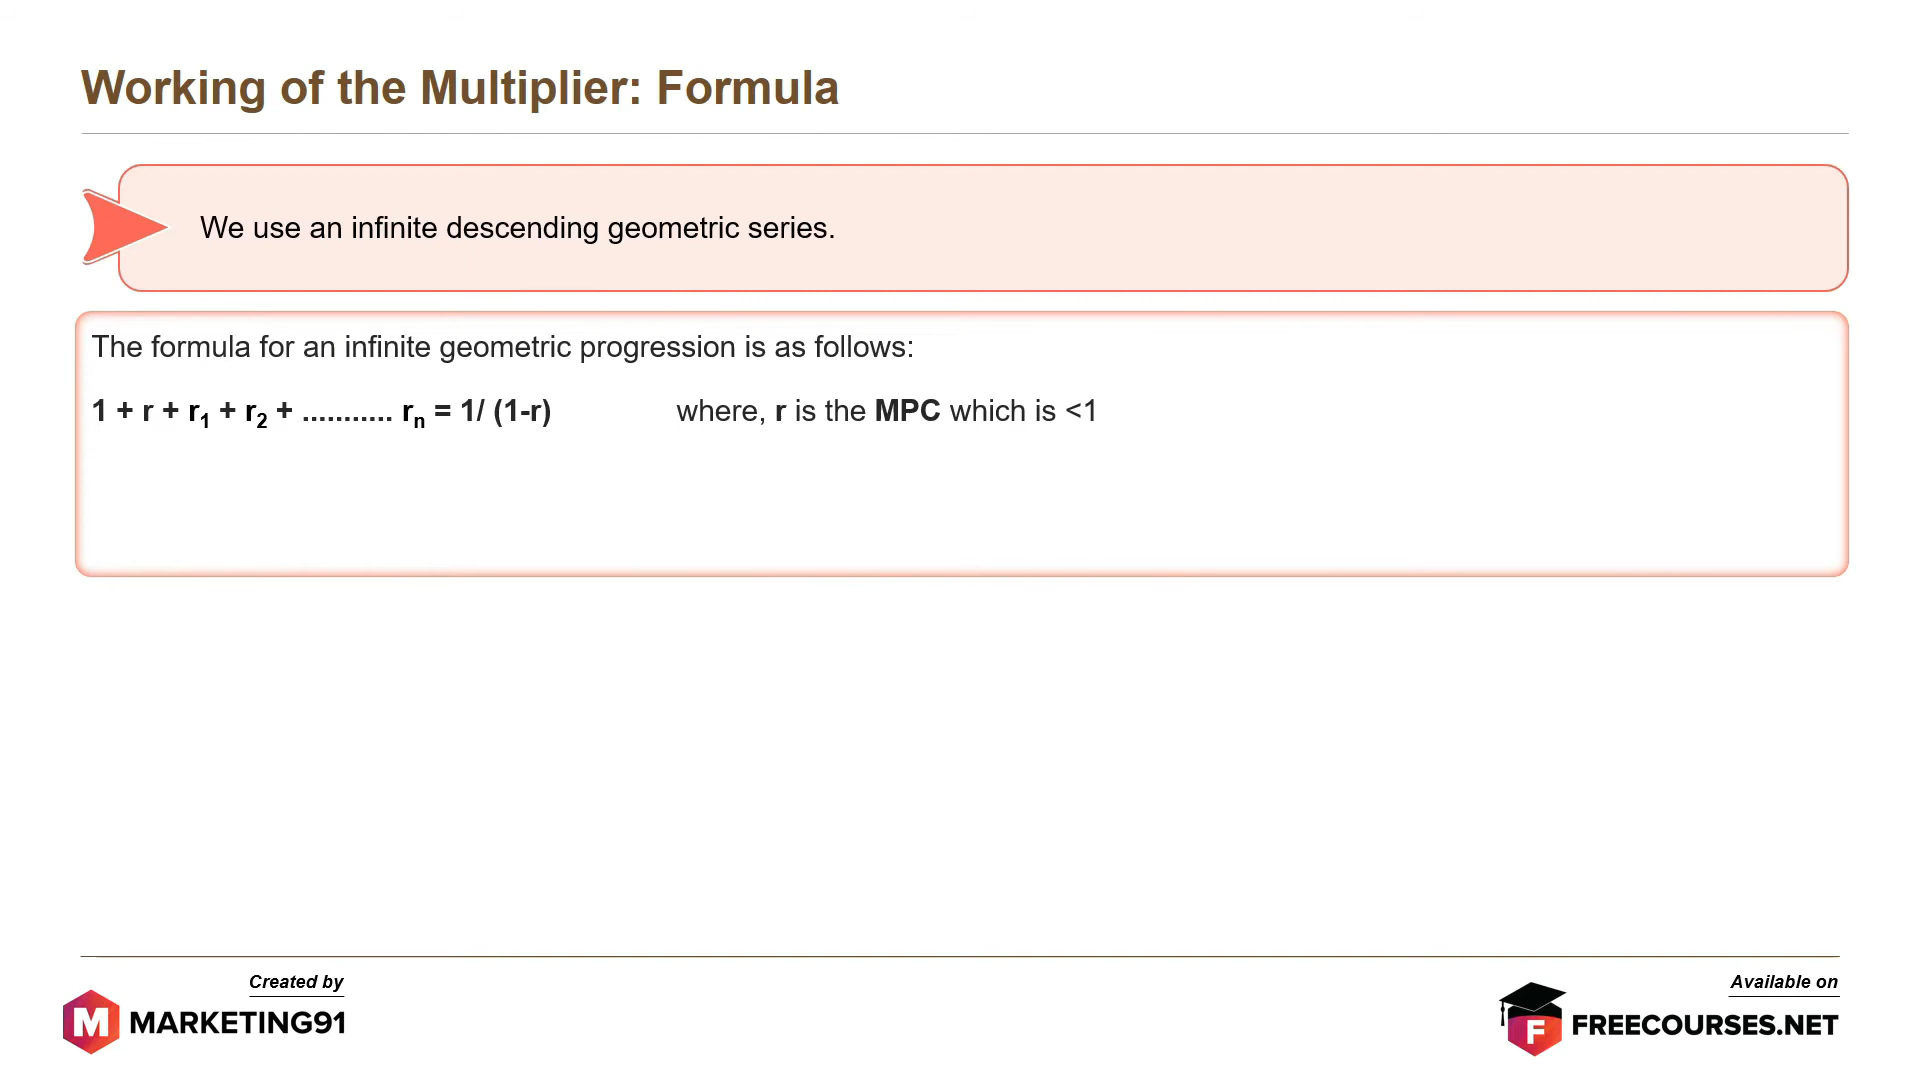 Working of the Multiplier: Formula
We use an infinite descending geometric series.
The formula for an infinite geometric progression is as follows:
1 + r + r₁ + r₂ + ........... rₙ = 1/ (1-r) where, r is the MPC which is <1
Created by
M MARKETING91
Available on
F FREECOURSES.NET